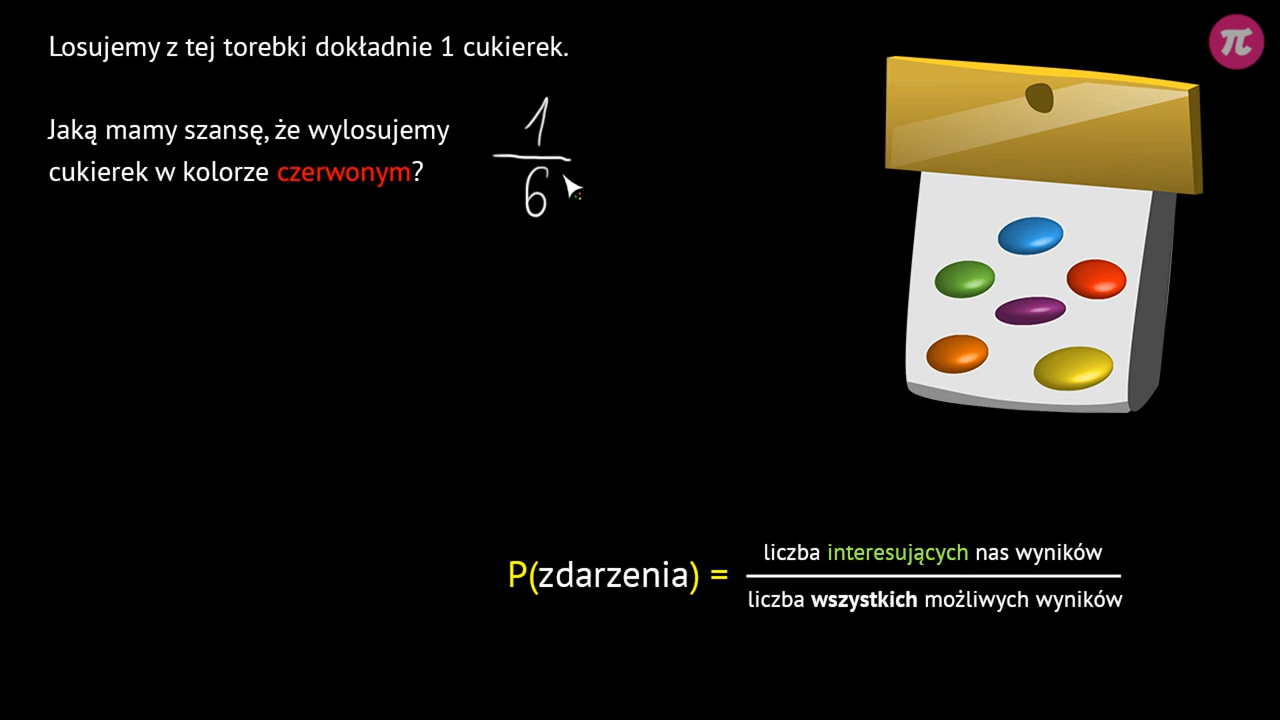 Losujemy z tej torebki dokładnie 1 cukierek.
Jaką mamy szansę, że wylosujemy
cukierek w kolorze czerwonym?
1
6
P(zdarzenia) =
liczba interesujących nas wyników
liczba wszystkich możliwych wyników
π